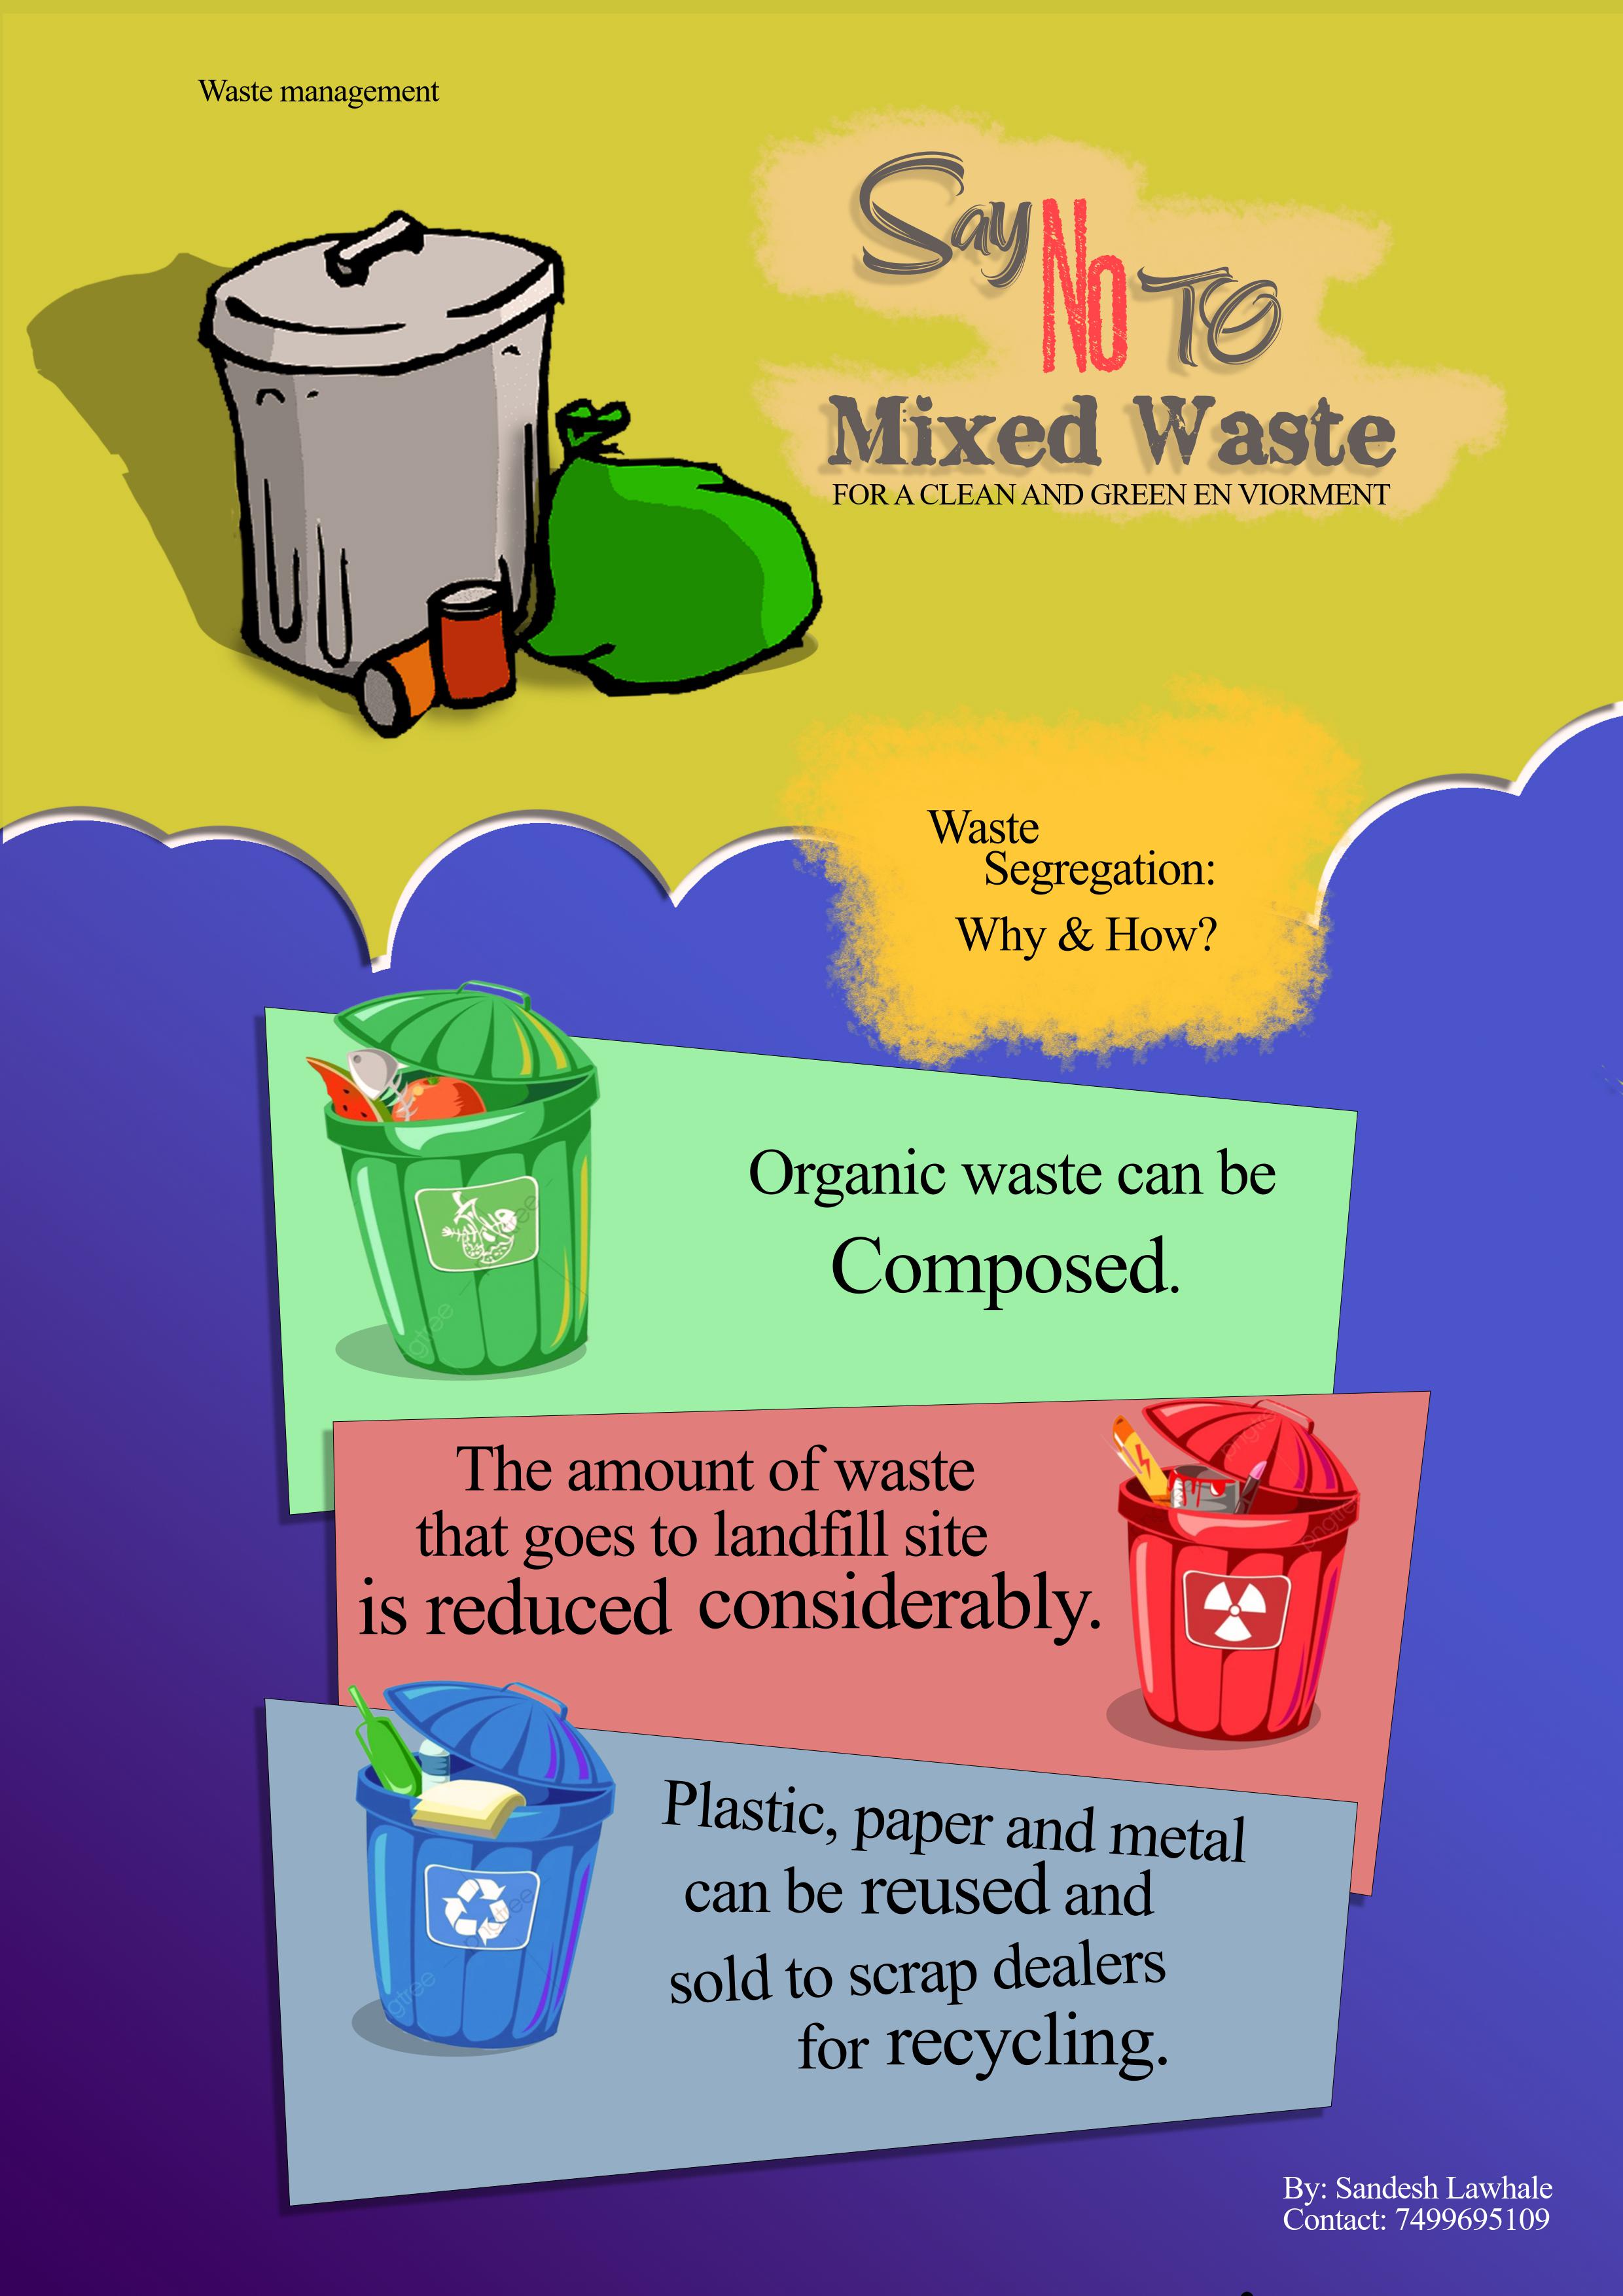 Waste management
Say No TO
Mixed Waste
FOR A CLEAN AND GREEN EN VIORMENT
Waste
Segregation:
Why & How?
Organic waste can be
Composed.
The amount of waste
that goes to landfill site
is reduced considerably.
Plastic, paper and metal
can be reused and
sold to scrap dealers
for recycling.
By: Sandesh Lawhale
Contact: 7499695109